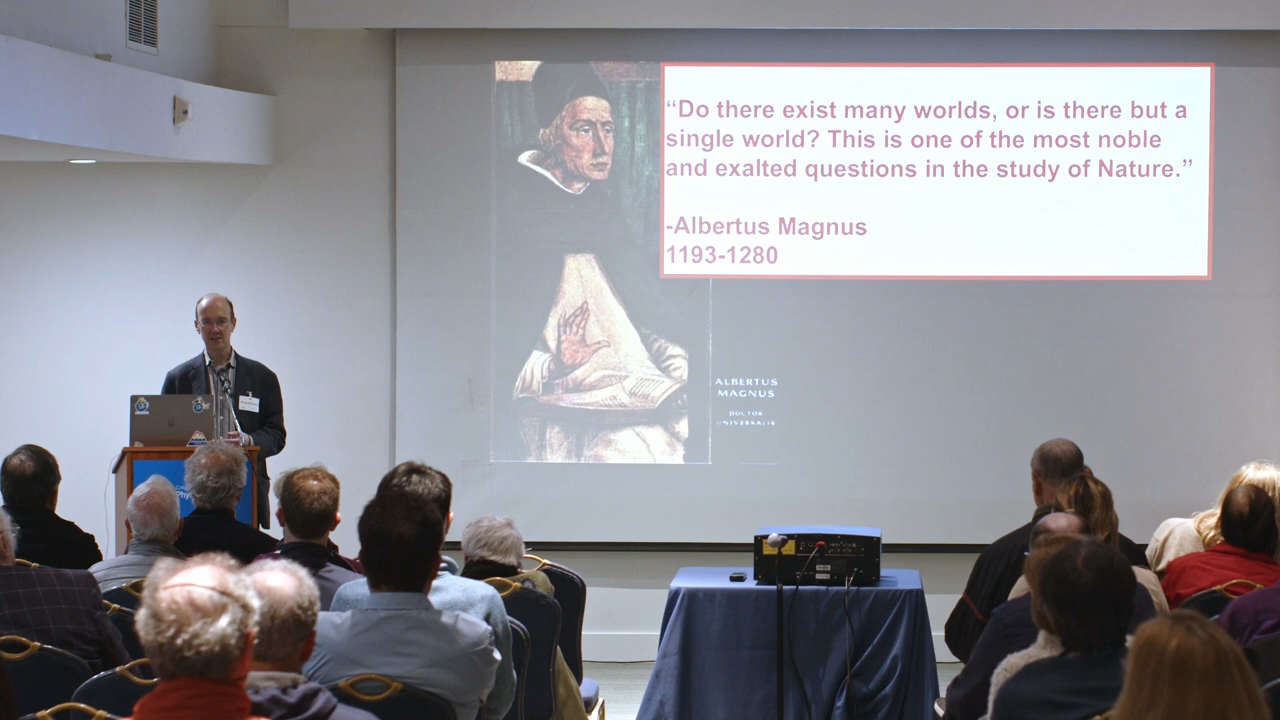 “Do there exist many worlds, or is there but a
single world? This is one of the most noble
and exalted questions in the study of Nature.”
-Albertus Magnus
1193-1280
ALBERTUS
MAGNUS
DOCTOR
UNIVERSALIS